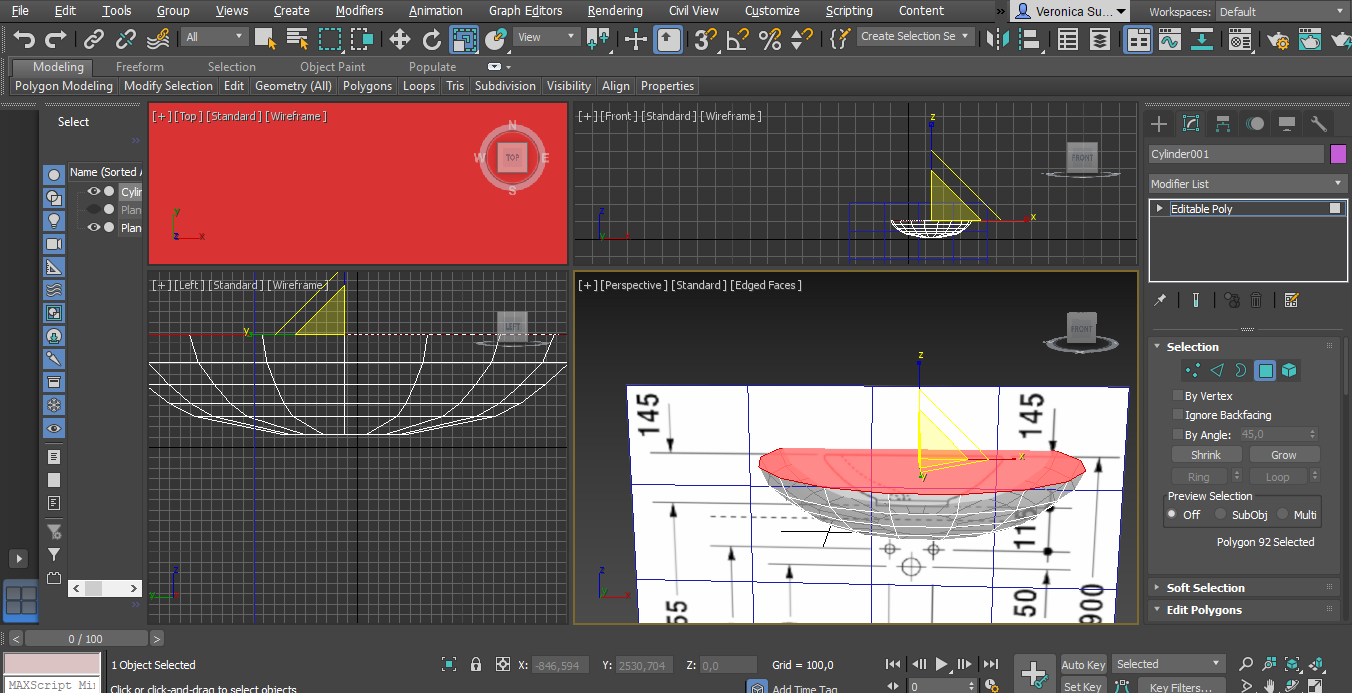 File Edit Tools Group Views Create Modifiers Animation Graph Editors Rendering Civil View Customize Scripting Content » Veronica Su... Workspaces: Default
All View Create Selection Se
Modeling Freeform Selection Object Paint Populate
Polygon Modeling Modify Selection Edit Geometry (All) Polygons Loops Tris Subdivision Visibility Align Properties
Select
Name (Sorted A
Cylin
Plan
Plan
[+] [Top] [Standard] [Wireframe]
N
W TOP E
S
y
z x
[+] [Front] [Standard] [Wireframe]
z
FRONT
x
z
y
[+] [Left] [Standard] [Wireframe]
y
LEFT
z
y
[+] [Perspective] [Standard] [Edged Faces]
FRONT
z
145
145
x
y
11
900
50
55
z
y x
Cylinder001
Modifier List
Editable Poly
Selection
By Vertex
Ignore Backfacing
By Angle: 45,0
Shrink Grow
Ring Loop
Preview Selection
Off SubObj Multi
Polygon 92 Selected
Soft Selection
Edit Polygons
< 0 / 100 >
1 Object Selected X: -846,594 Y: 2530,704 Z: 0,0 Grid = 100,0 Auto Key Selected
MAXScript Mi
Click or click-and-drag to select objects Add Time Tag 0 Set Key Key Filters...